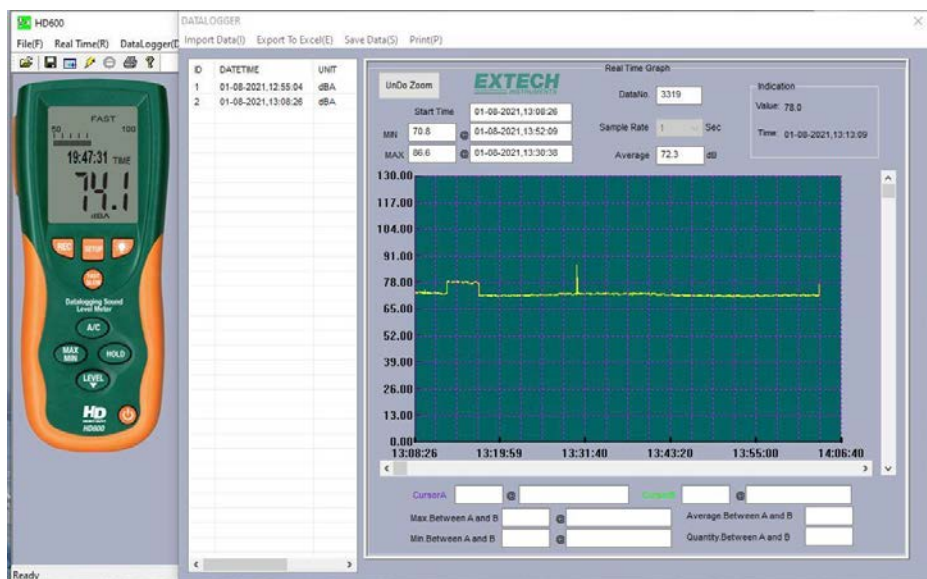 HD600
File(F) Real Time(R) DataLogger(D
FAST
50 100
19:47:31 TIME
74.1
dBA
REC SETUP
FAST
SLOW
Datalogging Sound
Level Meter
A/C
MAX
MIN
HOLD
LEVEL
HD
HD600
Ready
DATALOGGER
Import Data(I) Export To Excel(E) Save Data(S) Print(P)
ID DATETIME UNIT
1 01-08-2021,12:55:04 dBA
2 01-08-2021,13:08:26 dBA
Real Time Graph
UnDo Zoom
EXTECH
INSTRUMENTS
Start Time 01-08-2021,13:08:26
MIN 70.8 @ 01-08-2021,13:52:09
MAX 86.6 @ 01-08-2021,13:30:38
DataNo. 3319
Sample Rate 1 Sec
Average 72.3 dB
Indication
Value: 78.0
Time: 01-08-2021,13:13:09
130.00
117.00
104.00
91.00
78.00
65.00
52.00
39.00
26.00
13.00
0.00
13:08:26 13:19:59 13:31:40 13:43:20 13:55:00 14:06:40
CursorA @ CursorB @
Max.Between A and B @ Average.Between A and B
Min.Between A and B @ Quantity.Between A and B